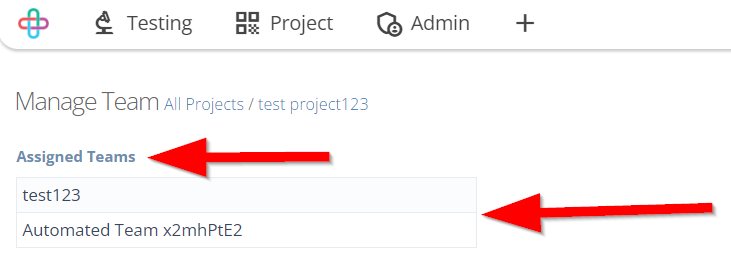 Testing Project Admin
Manage Team All Projects / test project123
Assigned Teams
test123
Automated Team x2mhPtE2